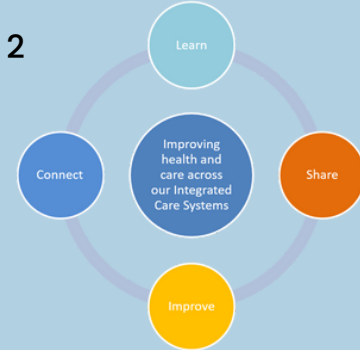 2
Learn
Connect
Improving
health and
care across
our Integrated
Care Systems
Share
Improve